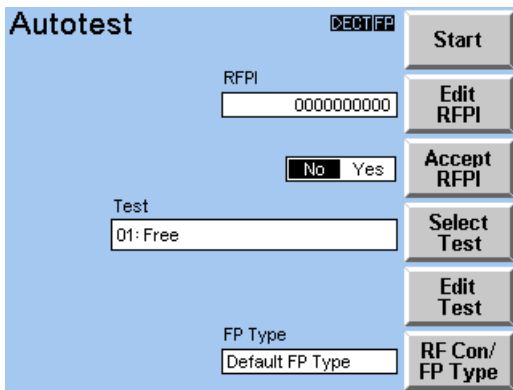 Autotest
DECT FP
Start
RFPI
0000000000
Edit
RFPI
No Yes
Accept
RFPI
Test
01: Free
Select
Test
Edit
Test
FP Type
Default FP Type
RF Con/
FP Type